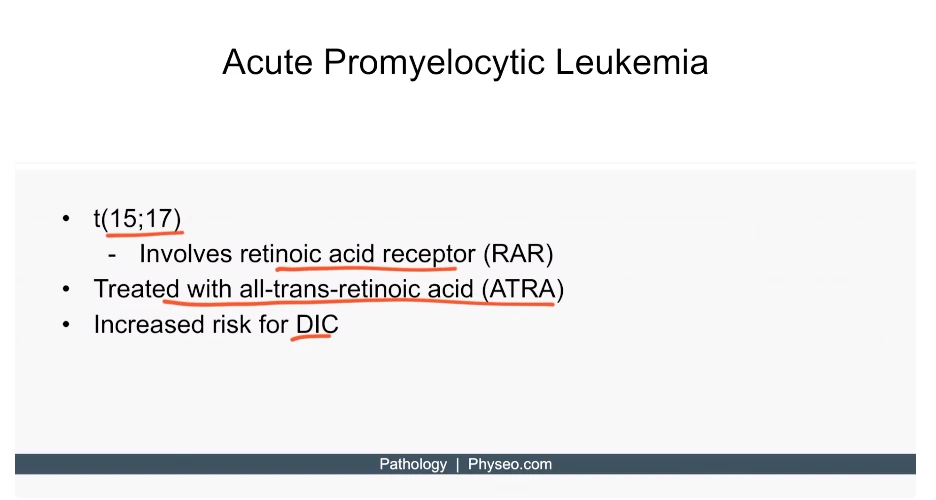 Acute Promyelocytic Leukemia
• t(15;17)
- Involves retinoic acid receptor (RAR)
• Treated with all-trans-retinoic acid (ATRA)
• Increased risk for DIC
Pathology | Physeo.com